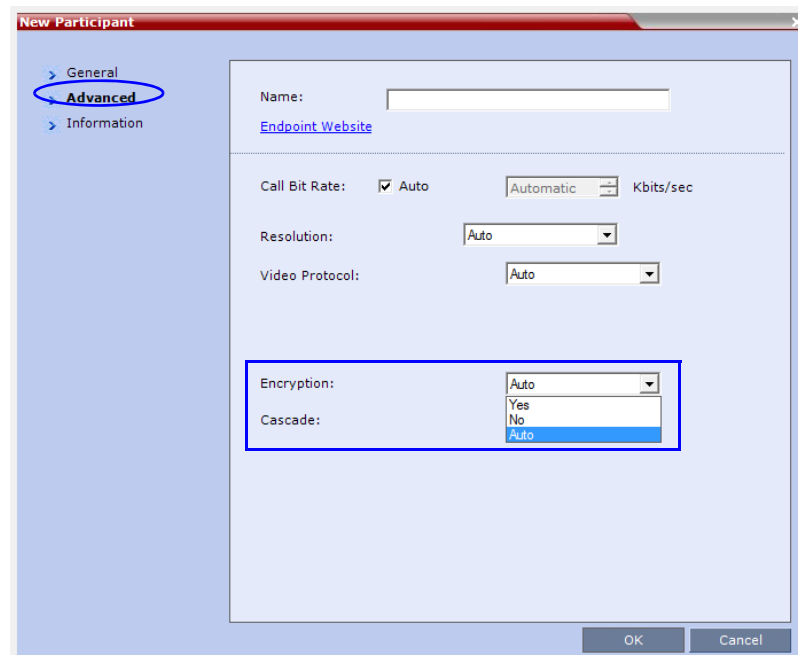 New Participant
General
Advanced
Information
Name:
Endpoint Website
Call Bit Rate: Auto Automatic Kbits/sec
Resolution: Auto
Video Protocol: Auto
Encryption: Auto
Yes
Cascade: No
Auto
OK Cancel